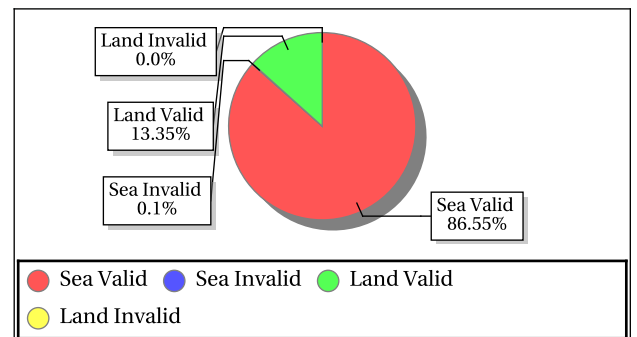 Land Invalid
0.0%
Land Valid
13.35%
Sea Invalid
0.1%
Sea Valid
86.55%
Sea Valid Sea Invalid Land Valid
Land Invalid